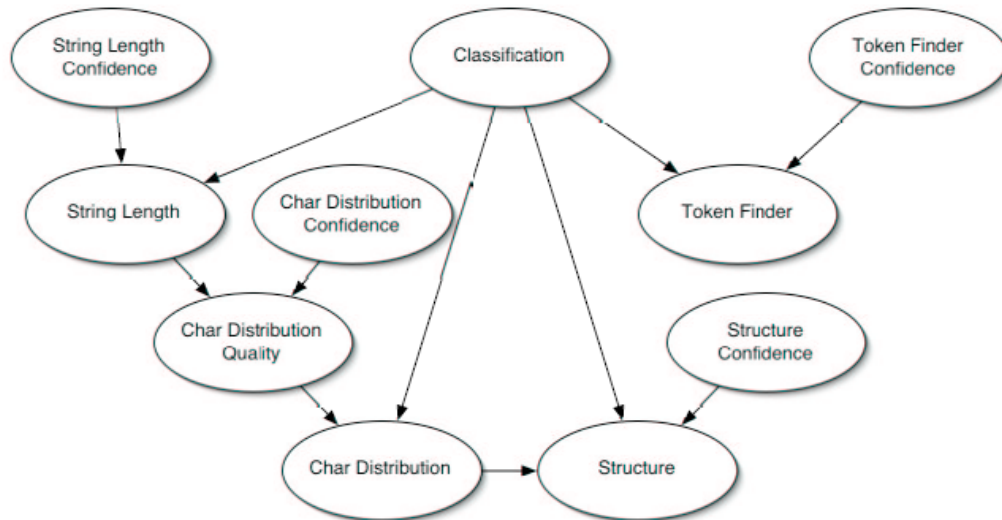 String Length
Confidence
Classification
Token Finder
Confidence
String Length
Char Distribution
Confidence
Token Finder
Char Distribution
Quality
Structure
Confidence
Char Distribution
Structure